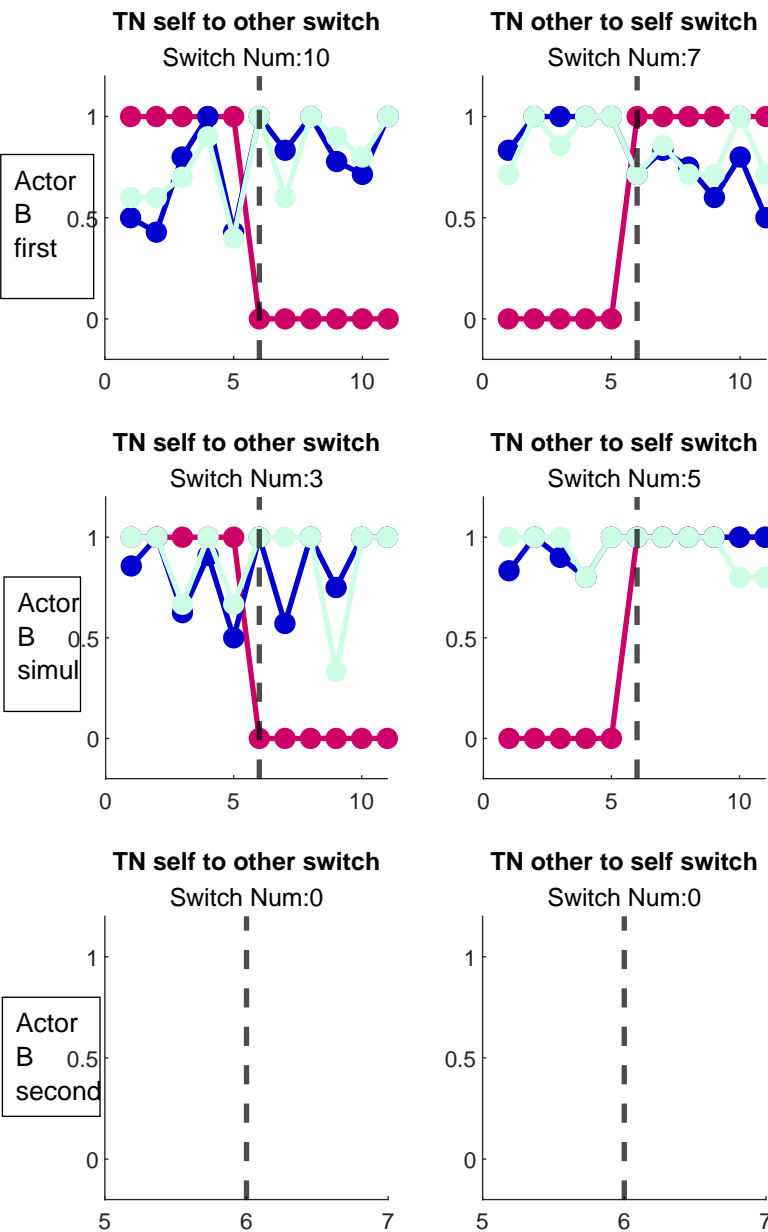 TN self to other switch
Switch Num:10
TN other to self switch
Switch Num:7
Actor
B
first
1
0.5
0
0 5 10
1
0.5
0
0 5 10
TN self to other switch
Switch Num:3
TN other to self switch
Switch Num:5
Actor
B
simul
1
0.5
0
0 5 10
1
0.5
0
0 5 10
TN self to other switch
Switch Num:0
TN other to self switch
Switch Num:0
Actor
B
second
1
0.5
0
5 6 7
1
0.5
0
5 6 7